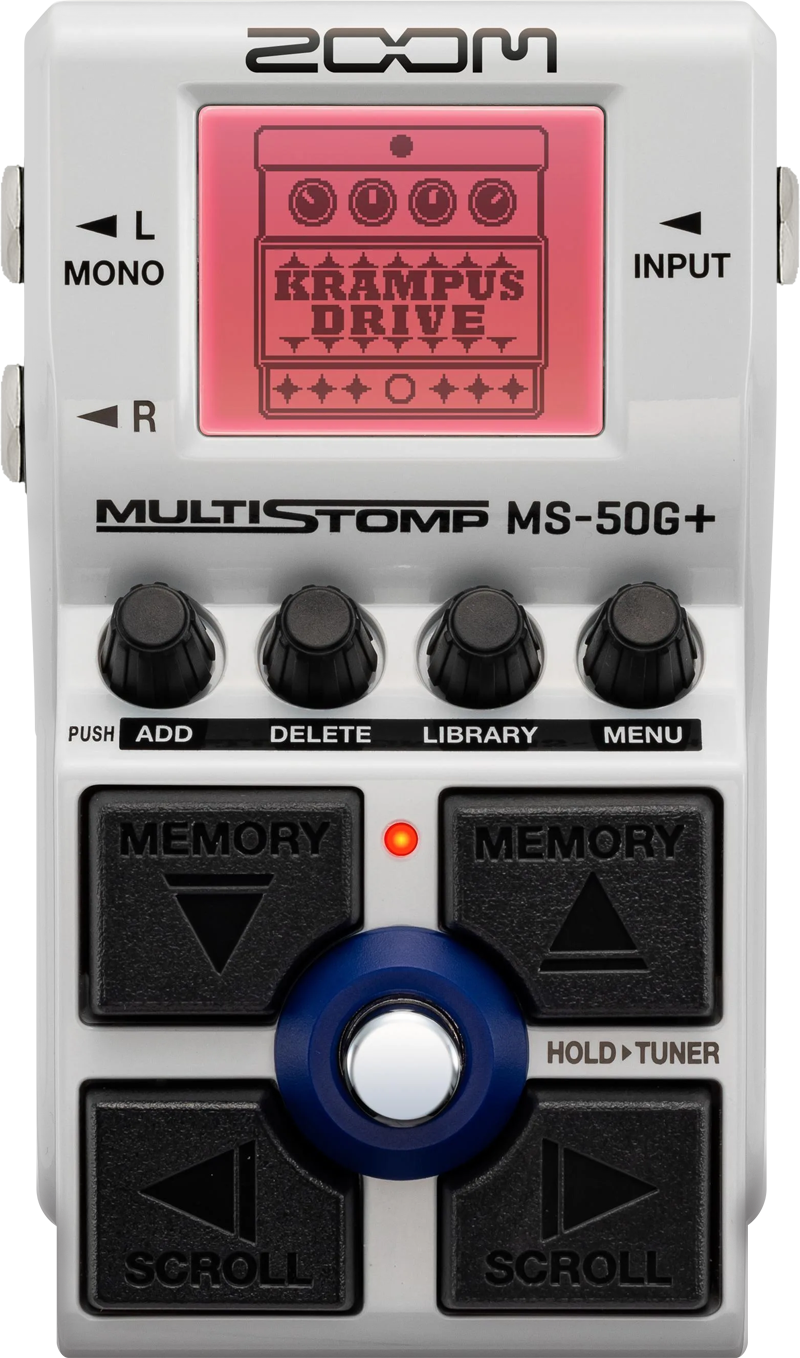 ZOOM
KRAMPUS
DRIVE
◄ L
MONO
◄ INPUT
◄ R
MULTISTOMP MS-50G+
PUSH ADD DELETE LIBRARY MENU
MEMORY
MEMORY
HOLD▸TUNER
SCROLL
SCROLL